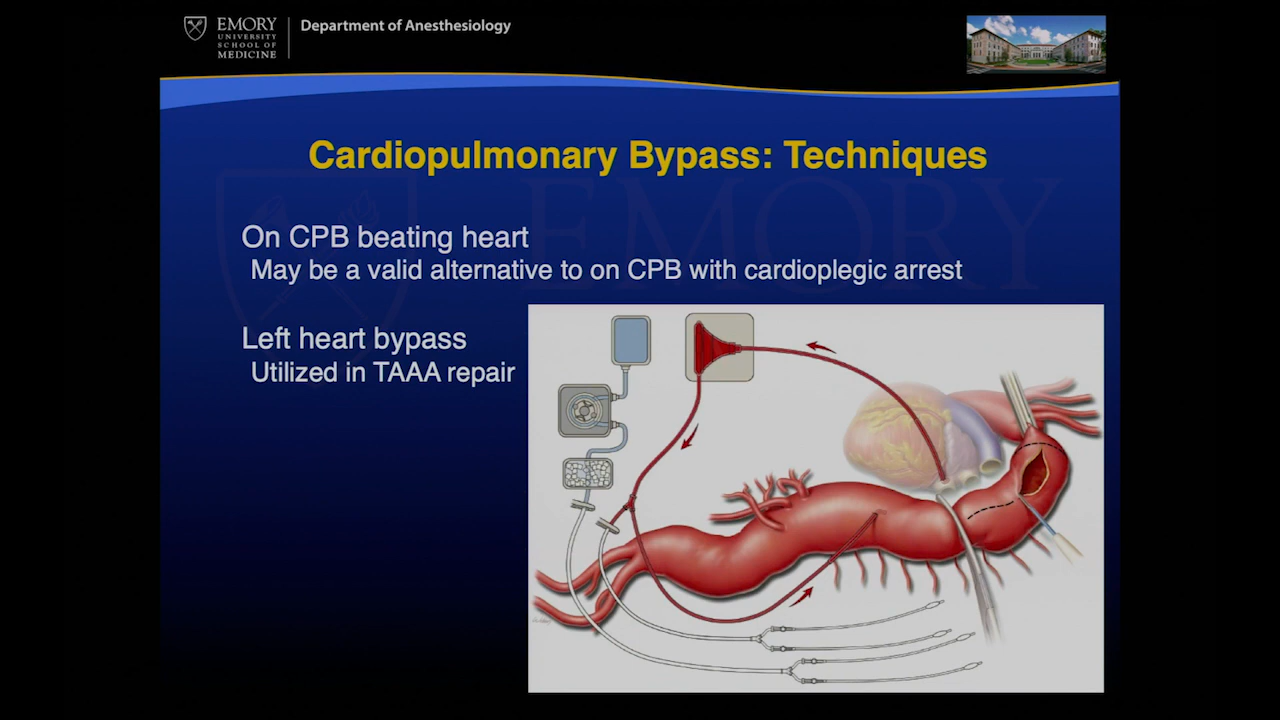 EMORY
UNIVERSITY
SCHOOL OF
MEDICINE
Department of Anesthesiology
Cardiopulmonary Bypass: Techniques
EMORY
On CPB beating heart
May be a valid alternative to on CPB with cardioplegic arrest
Left heart bypass
Utilized in TAAA repair